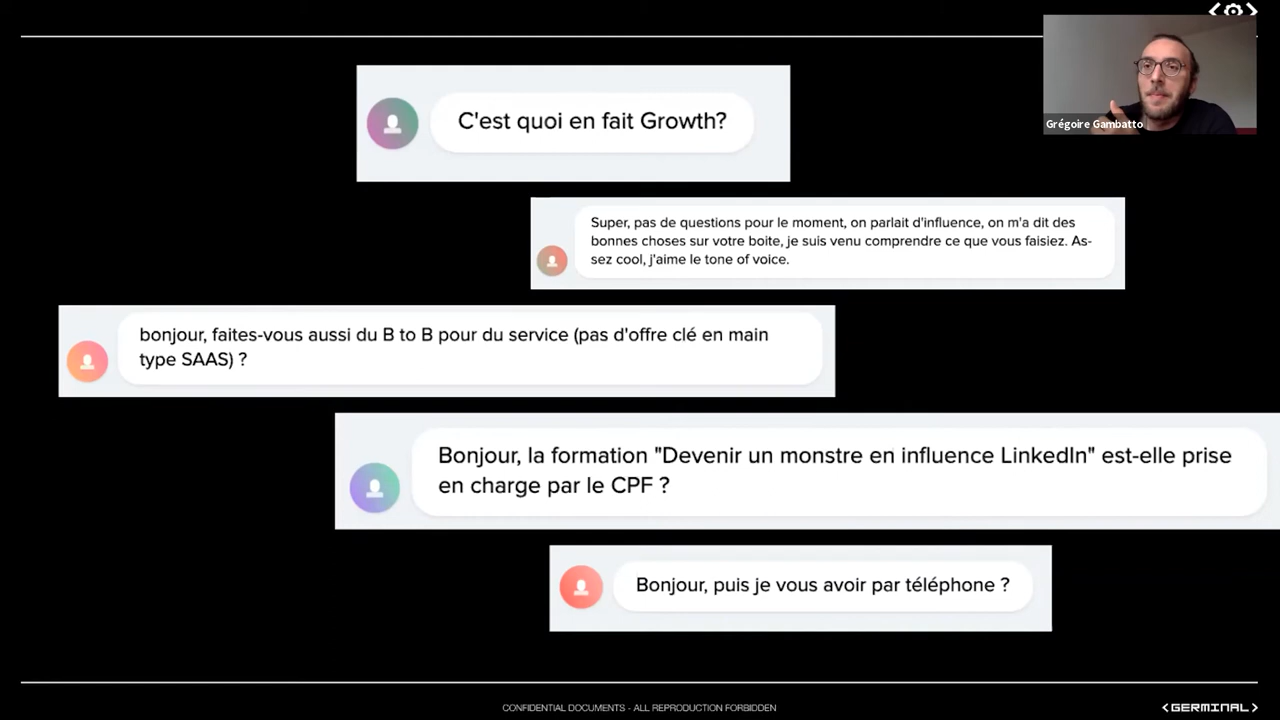 Grégoire Gambatto
C'est quoi en fait Growth?
Super, pas de questions pour le moment, on parlait d'influence, on m'a dit des
bonnes choses sur votre boite, je suis venu comprendre ce que vous faisiez. As-
sez cool, j'aime le tone of voice.
bonjour, faites-vous aussi du B to B pour du service (pas d'offre clé en main
type SAAS) ?
Bonjour, la formation "Devenir un monstre en influence LinkedIn" est-elle prise
en charge par le CPF ?
Bonjour, puis je vous avoir par téléphone ?
CONFIDENTIAL DOCUMENTS - ALL REPRODUCTION FORBIDDEN
<GERMINAL>